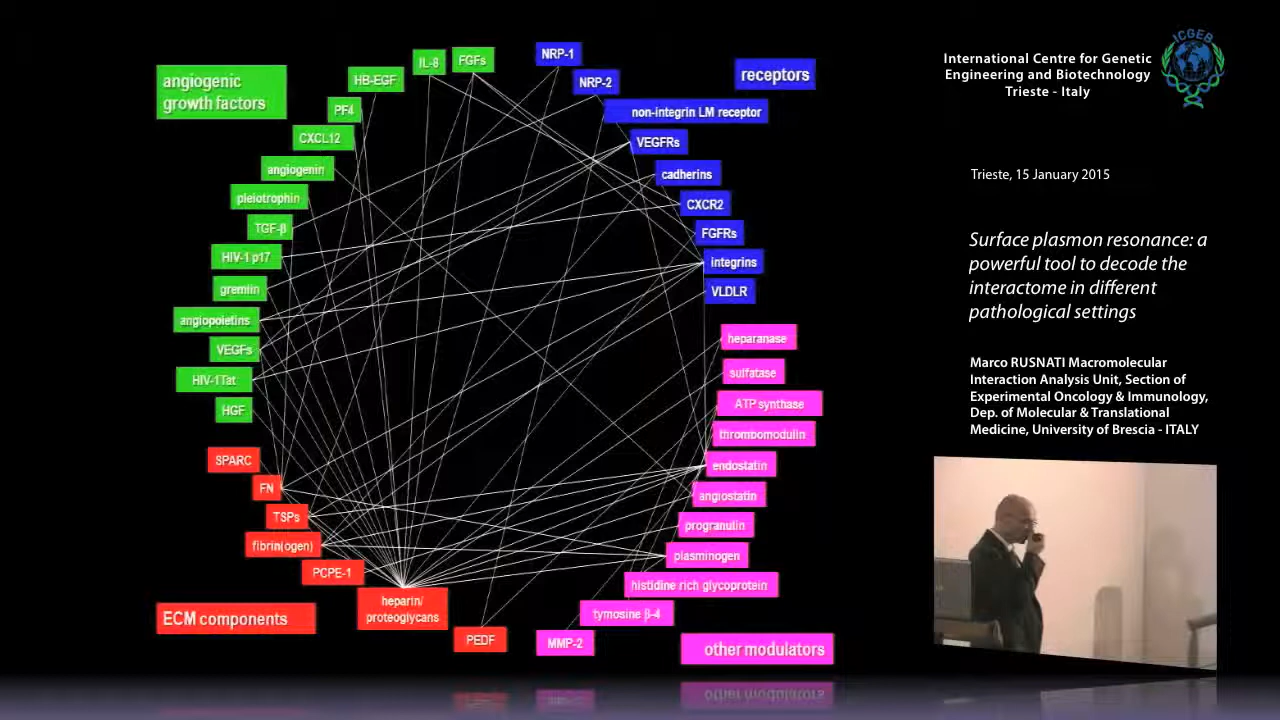 angiogenic
growth factors
HB-EGF
IL-8
FGFs
PF4
CXCL12
angiogenin
pleiotrophin
TGF-β
HIV-1 p17
gremlin
angiopoietins
VEGFs
HIV-1Tat
HGF
SPARC
FN
TSPs
fibrin(ogen)
PCPE-1
heparin/
proteoglycans
PEDF
ECM components
NRP-1
NRP-2
receptors
non-integrin LM receptor
VEGFRs
cadherins
CXCR2
FGFRs
integrins
VLDLR
heparanase
sulfatase
ATP synthase
thrombomodulin
endostatin
angiostatin
progranulin
plasminogen
histidine rich glycoprotein
tymosine β-4
MMP-2
other modulators
International Centre for Genetic
Engineering and Biotechnology
Trieste - Italy
ICGEB
Trieste, 15 January 2015
Surface plasmon resonance: a
powerful tool to decode the
interactome in different
pathological settings
Marco RUSNATI Macromolecular
Interaction Analysis Unit, Section of
Experimental Oncology & Immunology,
Dep. of Molecular & Translational
Medicine, University of Brescia - ITALY